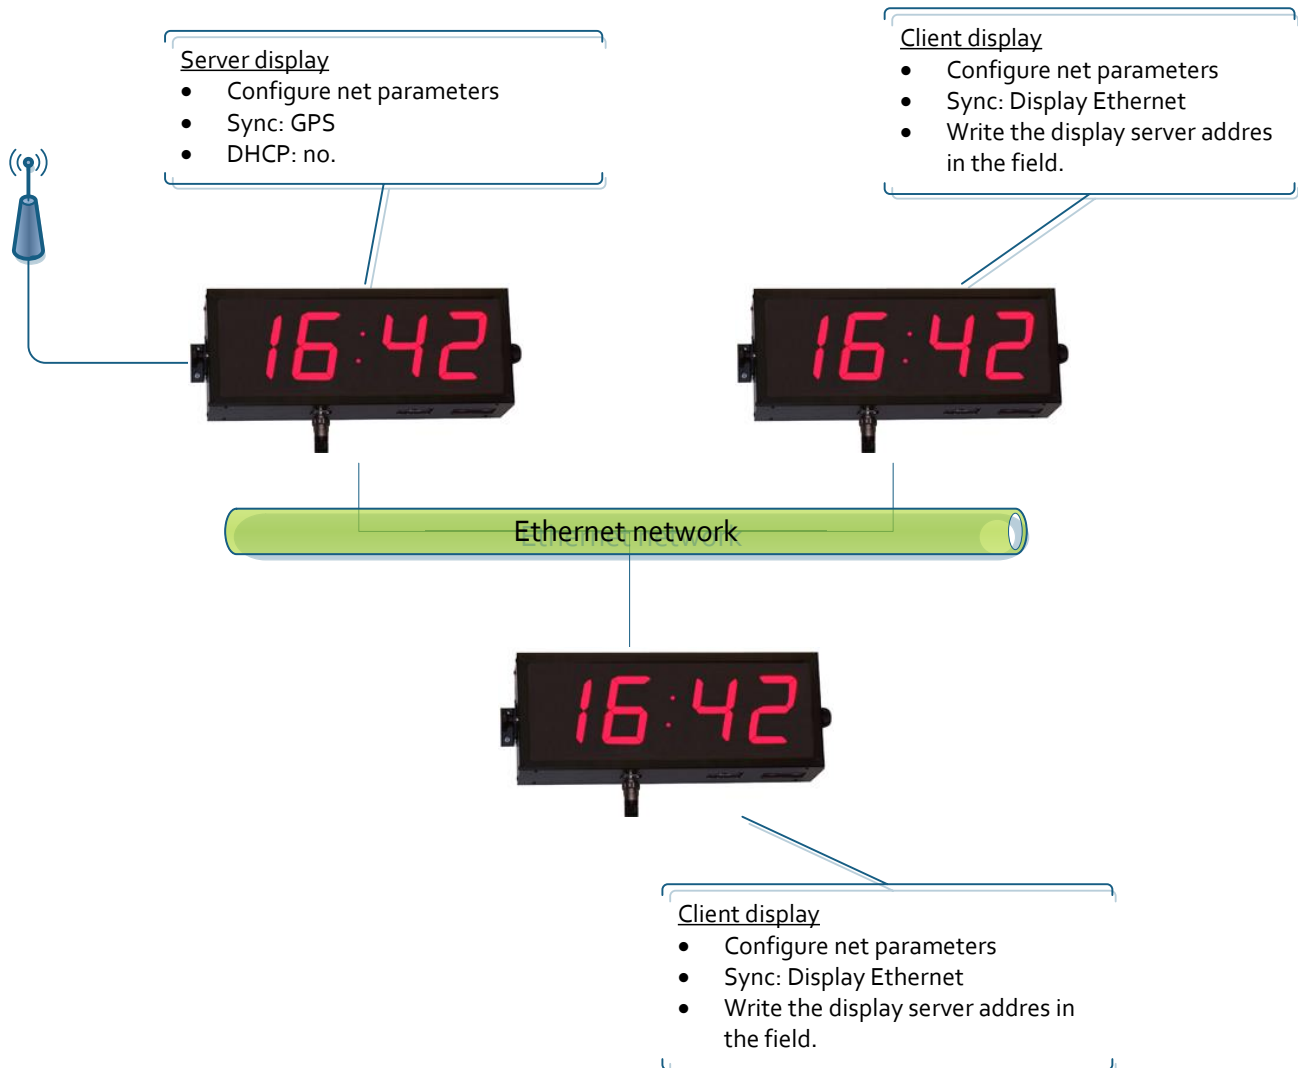 Server display
• Configure net parameters
• Sync: GPS
• DHCP: no.
Client display
• Configure net parameters
• Sync: Display Ethernet
• Write the display server addres
in the field.
16:42
16:42
Ethernet network
16:42
Client display
• Configure net parameters
• Sync: Display Ethernet
• Write the display server addres in
the field.